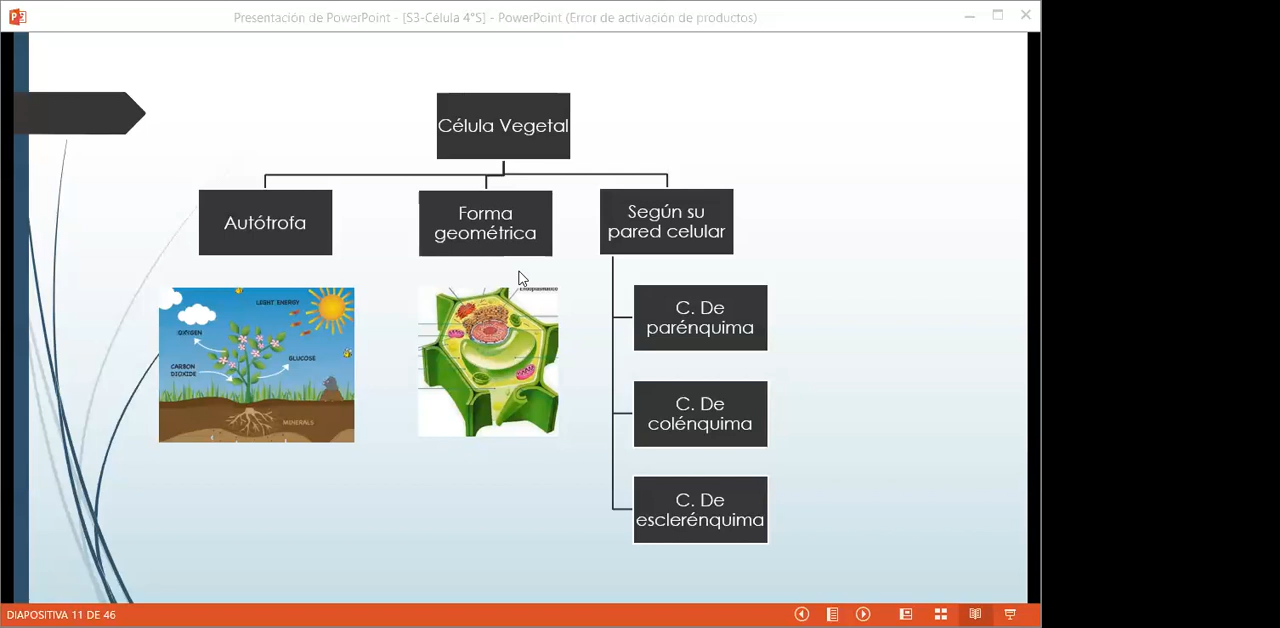 Presentación de PowerPoint - [S3-Célula 4°S] - PowerPoint (Error de activación de productos)
Célula Vegetal
Autótrofa
Forma
geométrica
Según su
pared celular
LIGHT ENERGY
OXYGEN
GLUCOSE
CARBON
DIOXIDE
MINERALS
C. De
parénquima
C. De
colénquima
C. De
esclerénquima
DIAPOSITIVA 11 DE 46